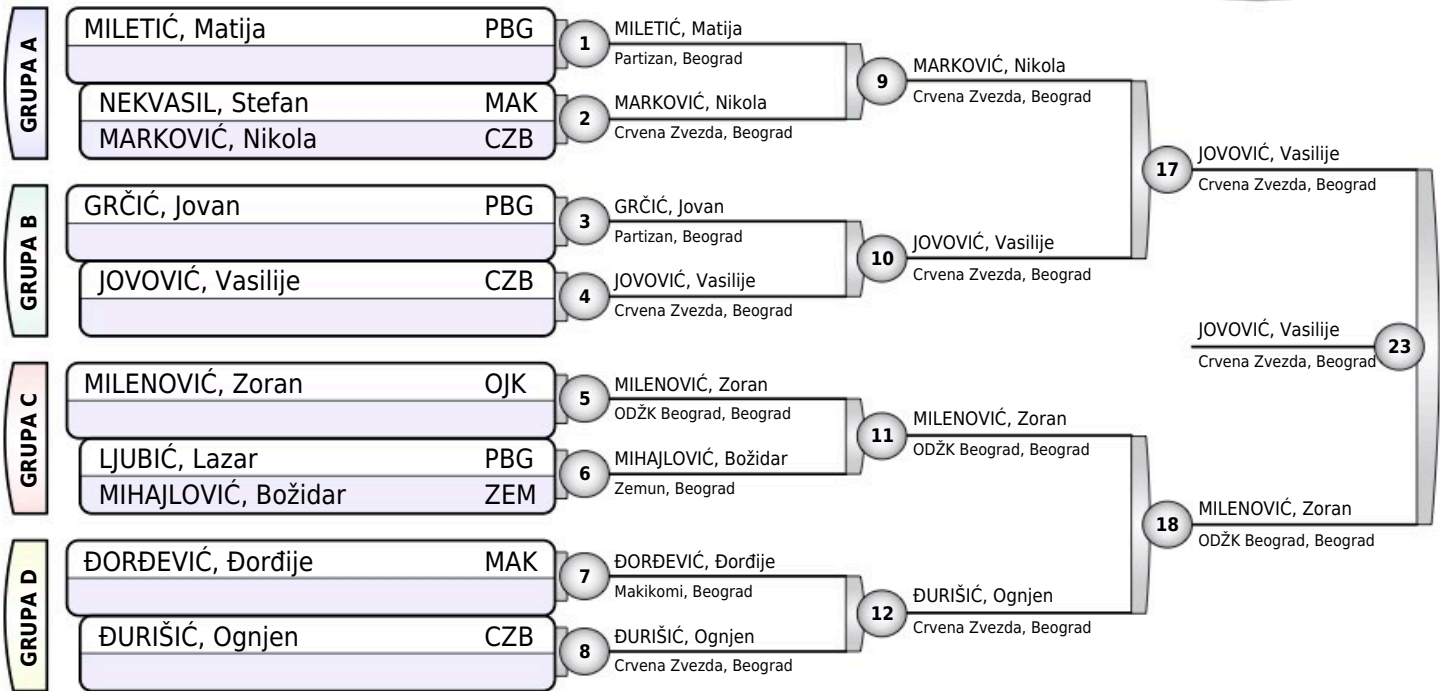 GRUPA A
MILETIĆ, Matija PBG
NEKVASIL, Stefan MAK
MARKOVIĆ, Nikola CZB
GRUPA B
GRČIĆ, Jovan PBG
JOVOVIĆ, Vasilije CZB
GRUPA C
MILENOVIĆ, Zoran OJK
LJUBIĆ, Lazar PBG
MIHAJLOVIĆ, Božidar ZEM
GRUPA D
ĐORĐEVIĆ, Đorđije MAK
ĐURIŠIĆ, Ognjen CZB
1
MILETIĆ, Matija
Partizan, Beograd
2
MARKOVIĆ, Nikola
Crvena Zvezda, Beograd
3
GRČIĆ, Jovan
Partizan, Beograd
4
JOVOVIĆ, Vasilije
Crvena Zvezda, Beograd
5
MILENOVIĆ, Zoran
ODŽK Beograd, Beograd
6
MIHAJLOVIĆ, Božidar
Zemun, Beograd
7
ĐORĐEVIĆ, Đorđije
Makikomi, Beograd
8
ĐURIŠIĆ, Ognjen
Crvena Zvezda, Beograd
9
MARKOVIĆ, Nikola
Crvena Zvezda, Beograd
10
JOVOVIĆ, Vasilije
Crvena Zvezda, Beograd
11
MILENOVIĆ, Zoran
ODŽK Beograd, Beograd
12
ĐURIŠIĆ, Ognjen
Crvena Zvezda, Beograd
17
JOVOVIĆ, Vasilije
Crvena Zvezda, Beograd
18
MILENOVIĆ, Zoran
ODŽK Beograd, Beograd
JOVOVIĆ, Vasilije
Crvena Zvezda, Beograd
23